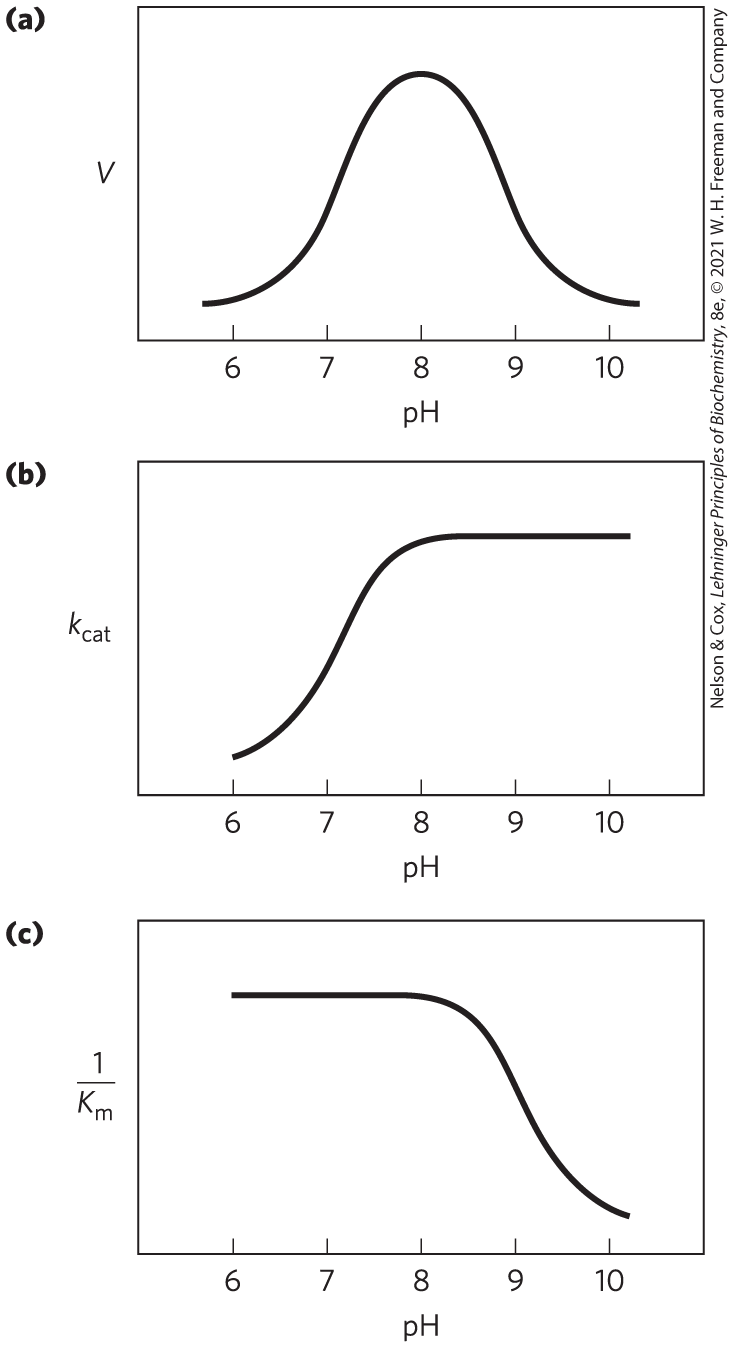 (a)
V
6 7 8 9 10
pH
(b)
kcat
6 7 8 9 10
pH
(c)
1
Km
6 7 8 9 10
pH
Nelson & Cox, Lehninger Principles of Biochemistry, 8e, © 2021 W. H. Freeman and Company